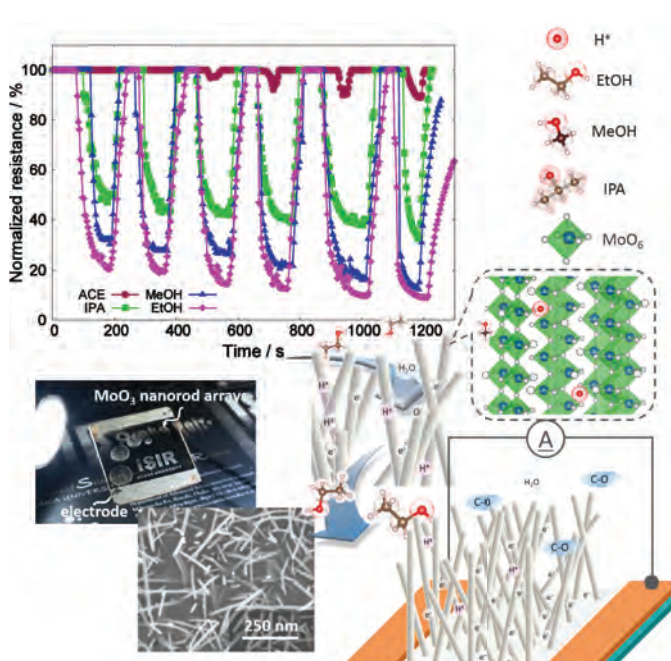 Normalized resistance / %
100
80
60
40
20
0
ACE MeOH
IPA EtOH
0 200 400 600 800 1000 1200
Time / s
H⁺
EtOH
MeOH
IPA
MoO₆
MoO₃ nanorod arrays
ISIR
electrode
250 nm
H⁺
H₂O
e⁻
H⁺
e⁻
e⁻
H⁺
A
H₂O
C-O
C-O
C-O
H⁺
e⁻
H⁺
e⁻
H⁺
e⁻